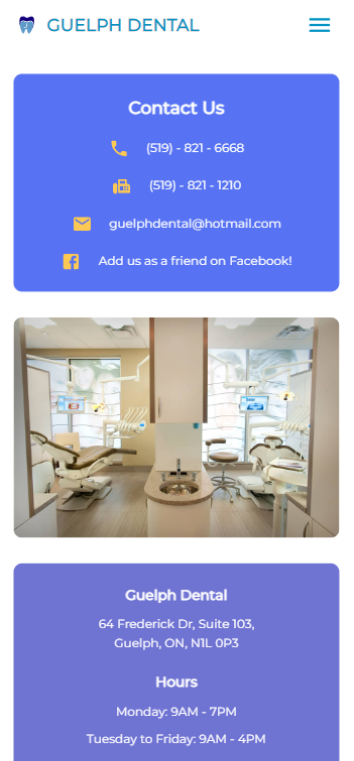 GUELPH DENTAL
Contact Us
(519) - 821 - 6668
(519) - 821 - 1210
guelphdental@hotmail.com
Add us as a friend on Facebook!
Guelph Dental
64 Frederick Dr, Suite 103,
Guelph, ON, N1L 0P3
Hours
Monday: 9AM - 7PM
Tuesday to Friday: 9AM - 4PM